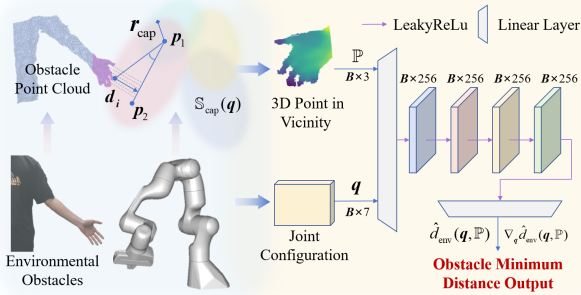 r_cap
p_1
Obstacle
Point Cloud
d_i
p_2
𝕊_cap(q)
Environmental
Obstacles
ℙ
B×3
3D Point in
Vicinity
q
B×7
Joint
Configuration
LeakyReLu
Linear Layer
B×256
B×256
B×256
B×256
d̂_env(q,ℙ)
∇_q d̂_env(q,ℙ)
Obstacle Minimum
Distance Output